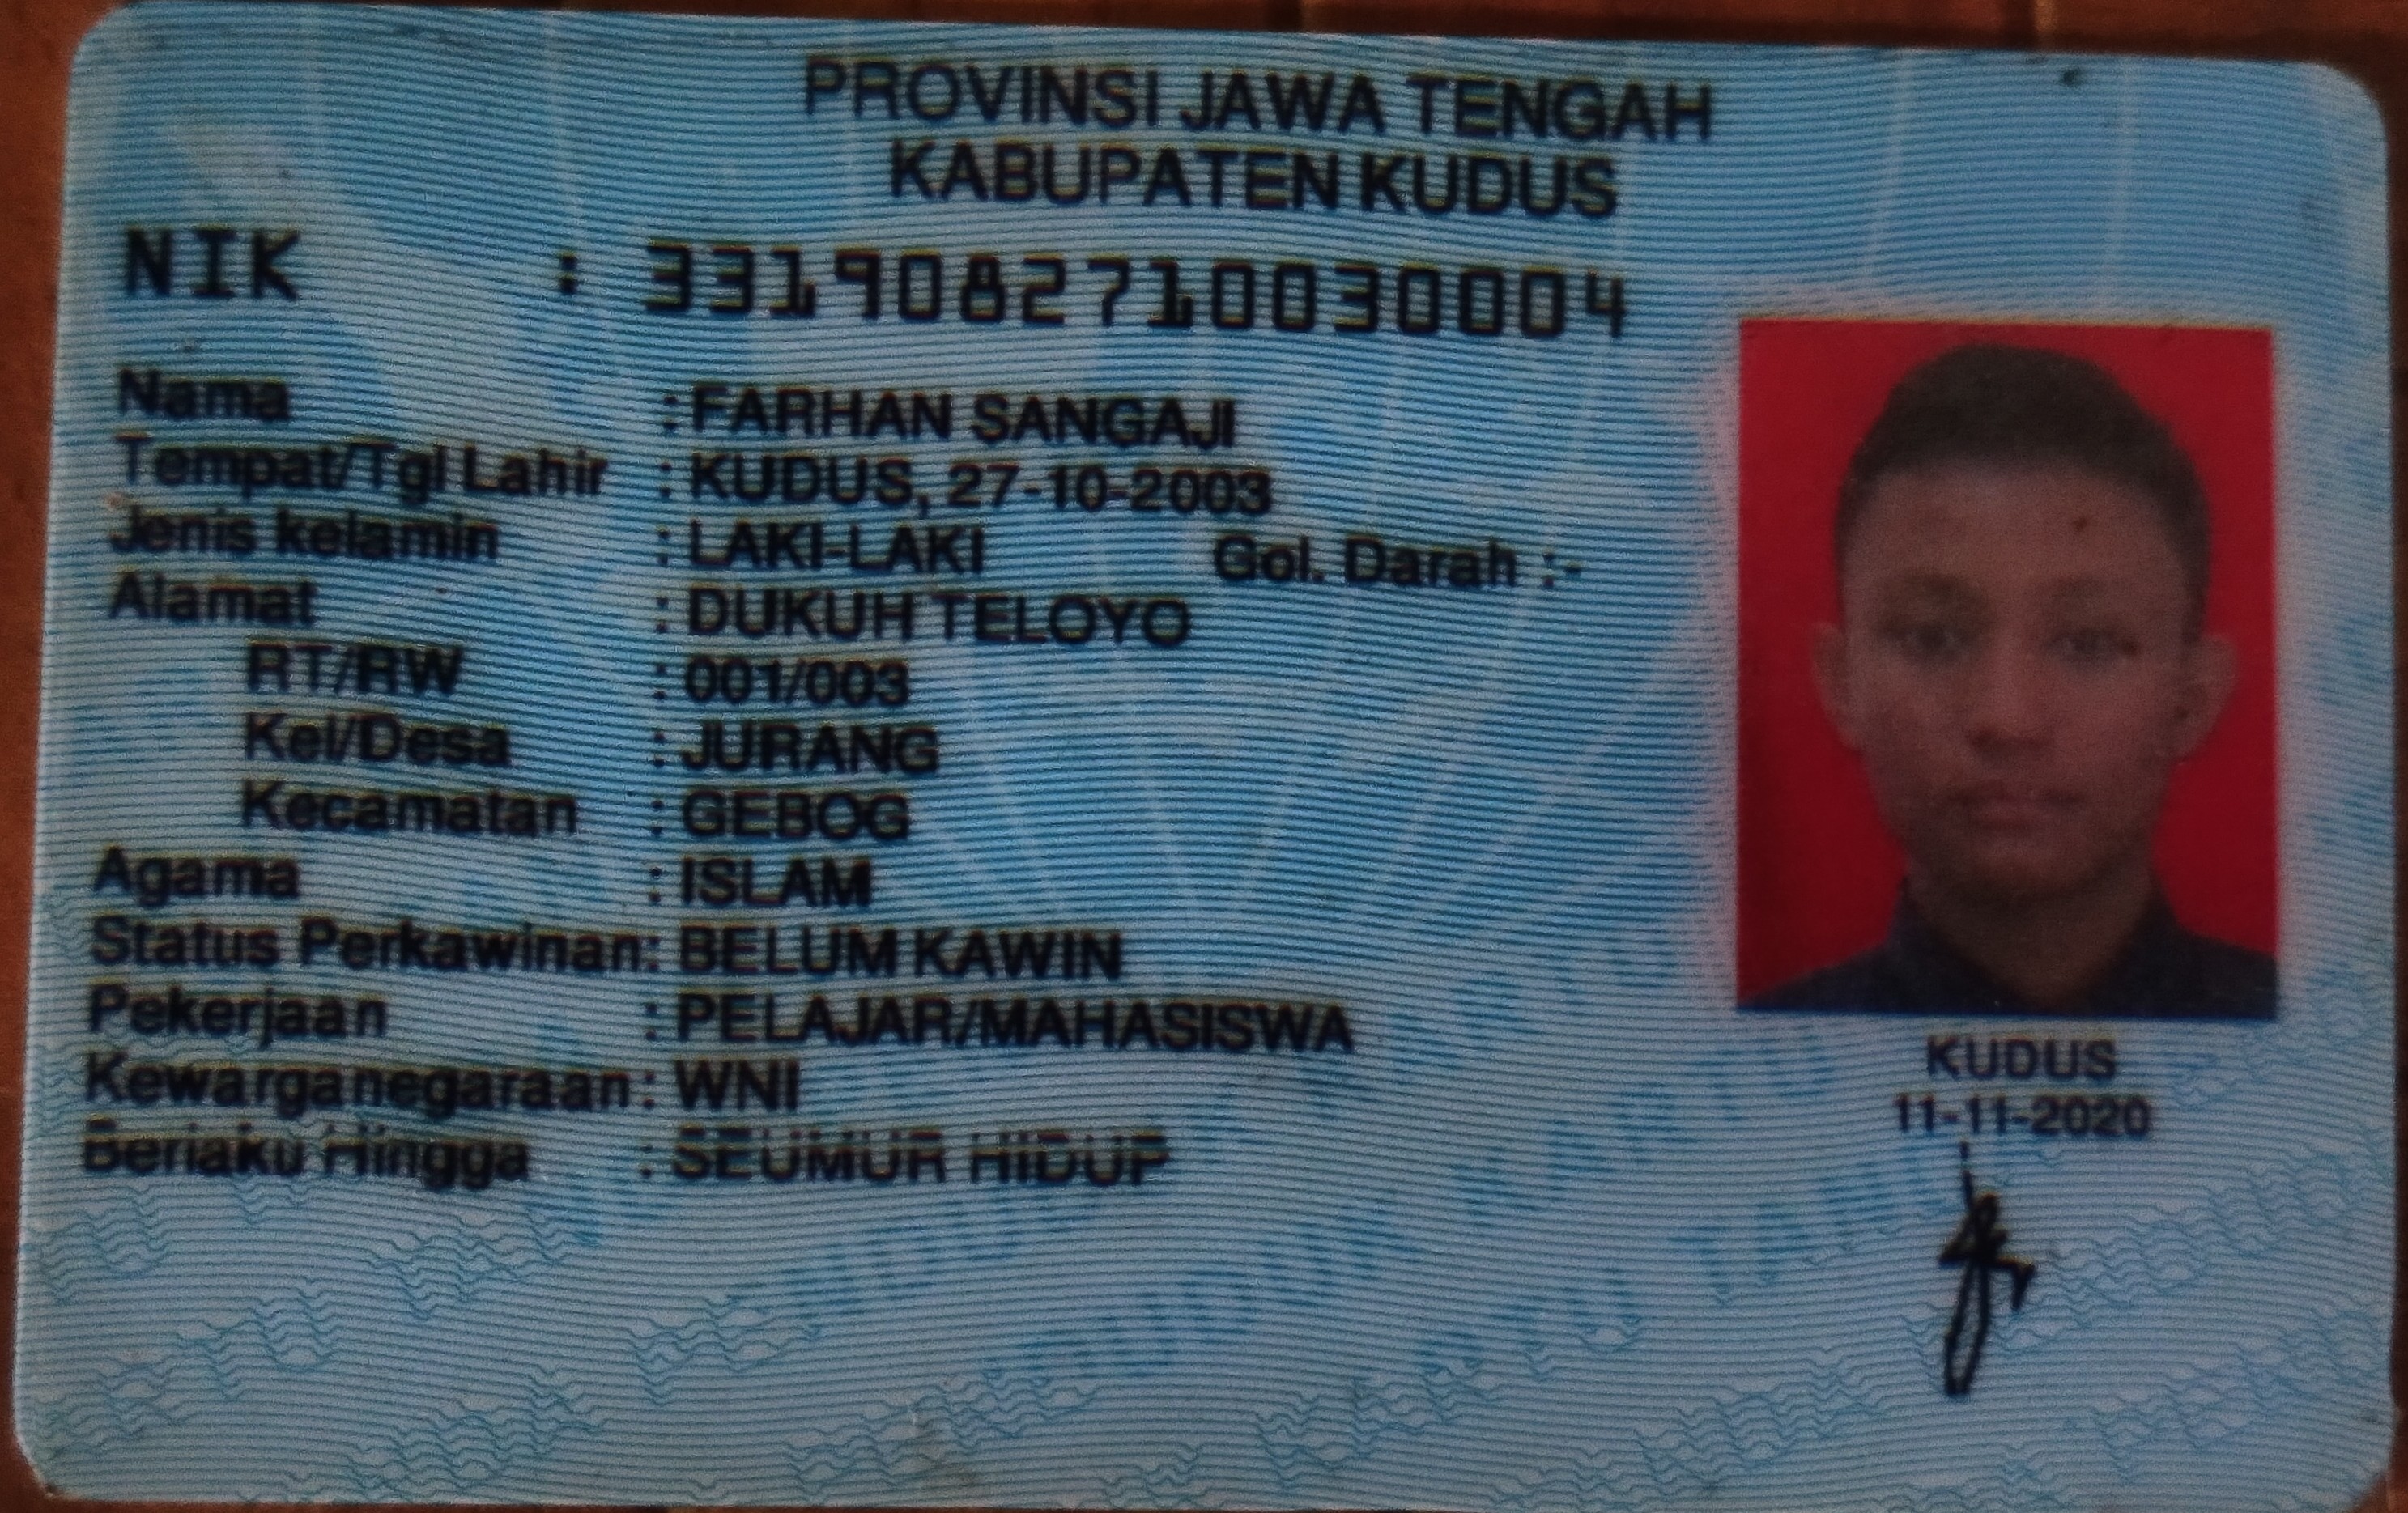 PROVINSI JAWA TENGAH
KABUPATEN KUDUS
NIK : 3319082710030004
Nama : FARHAN SANGAJI
Tempat/Tgl Lahir : KUDUS, 27-10-2003
Jenis kelamin : LAKI-LAKI Gol. Darah :-
Alamat : DUKUH TELOYO
RT/RW : 001/003
Kel/Desa : JURANG
Kecamatan : GEBOG
Agama : ISLAM
Status Perkawinan: BELUM KAWIN
Pekerjaan : PELAJAR/MAHASISWA
Kewarganegaraan: WNI
Berlaku Hingga : SEUMUR HIDUP
KUDUS
11-11-2020